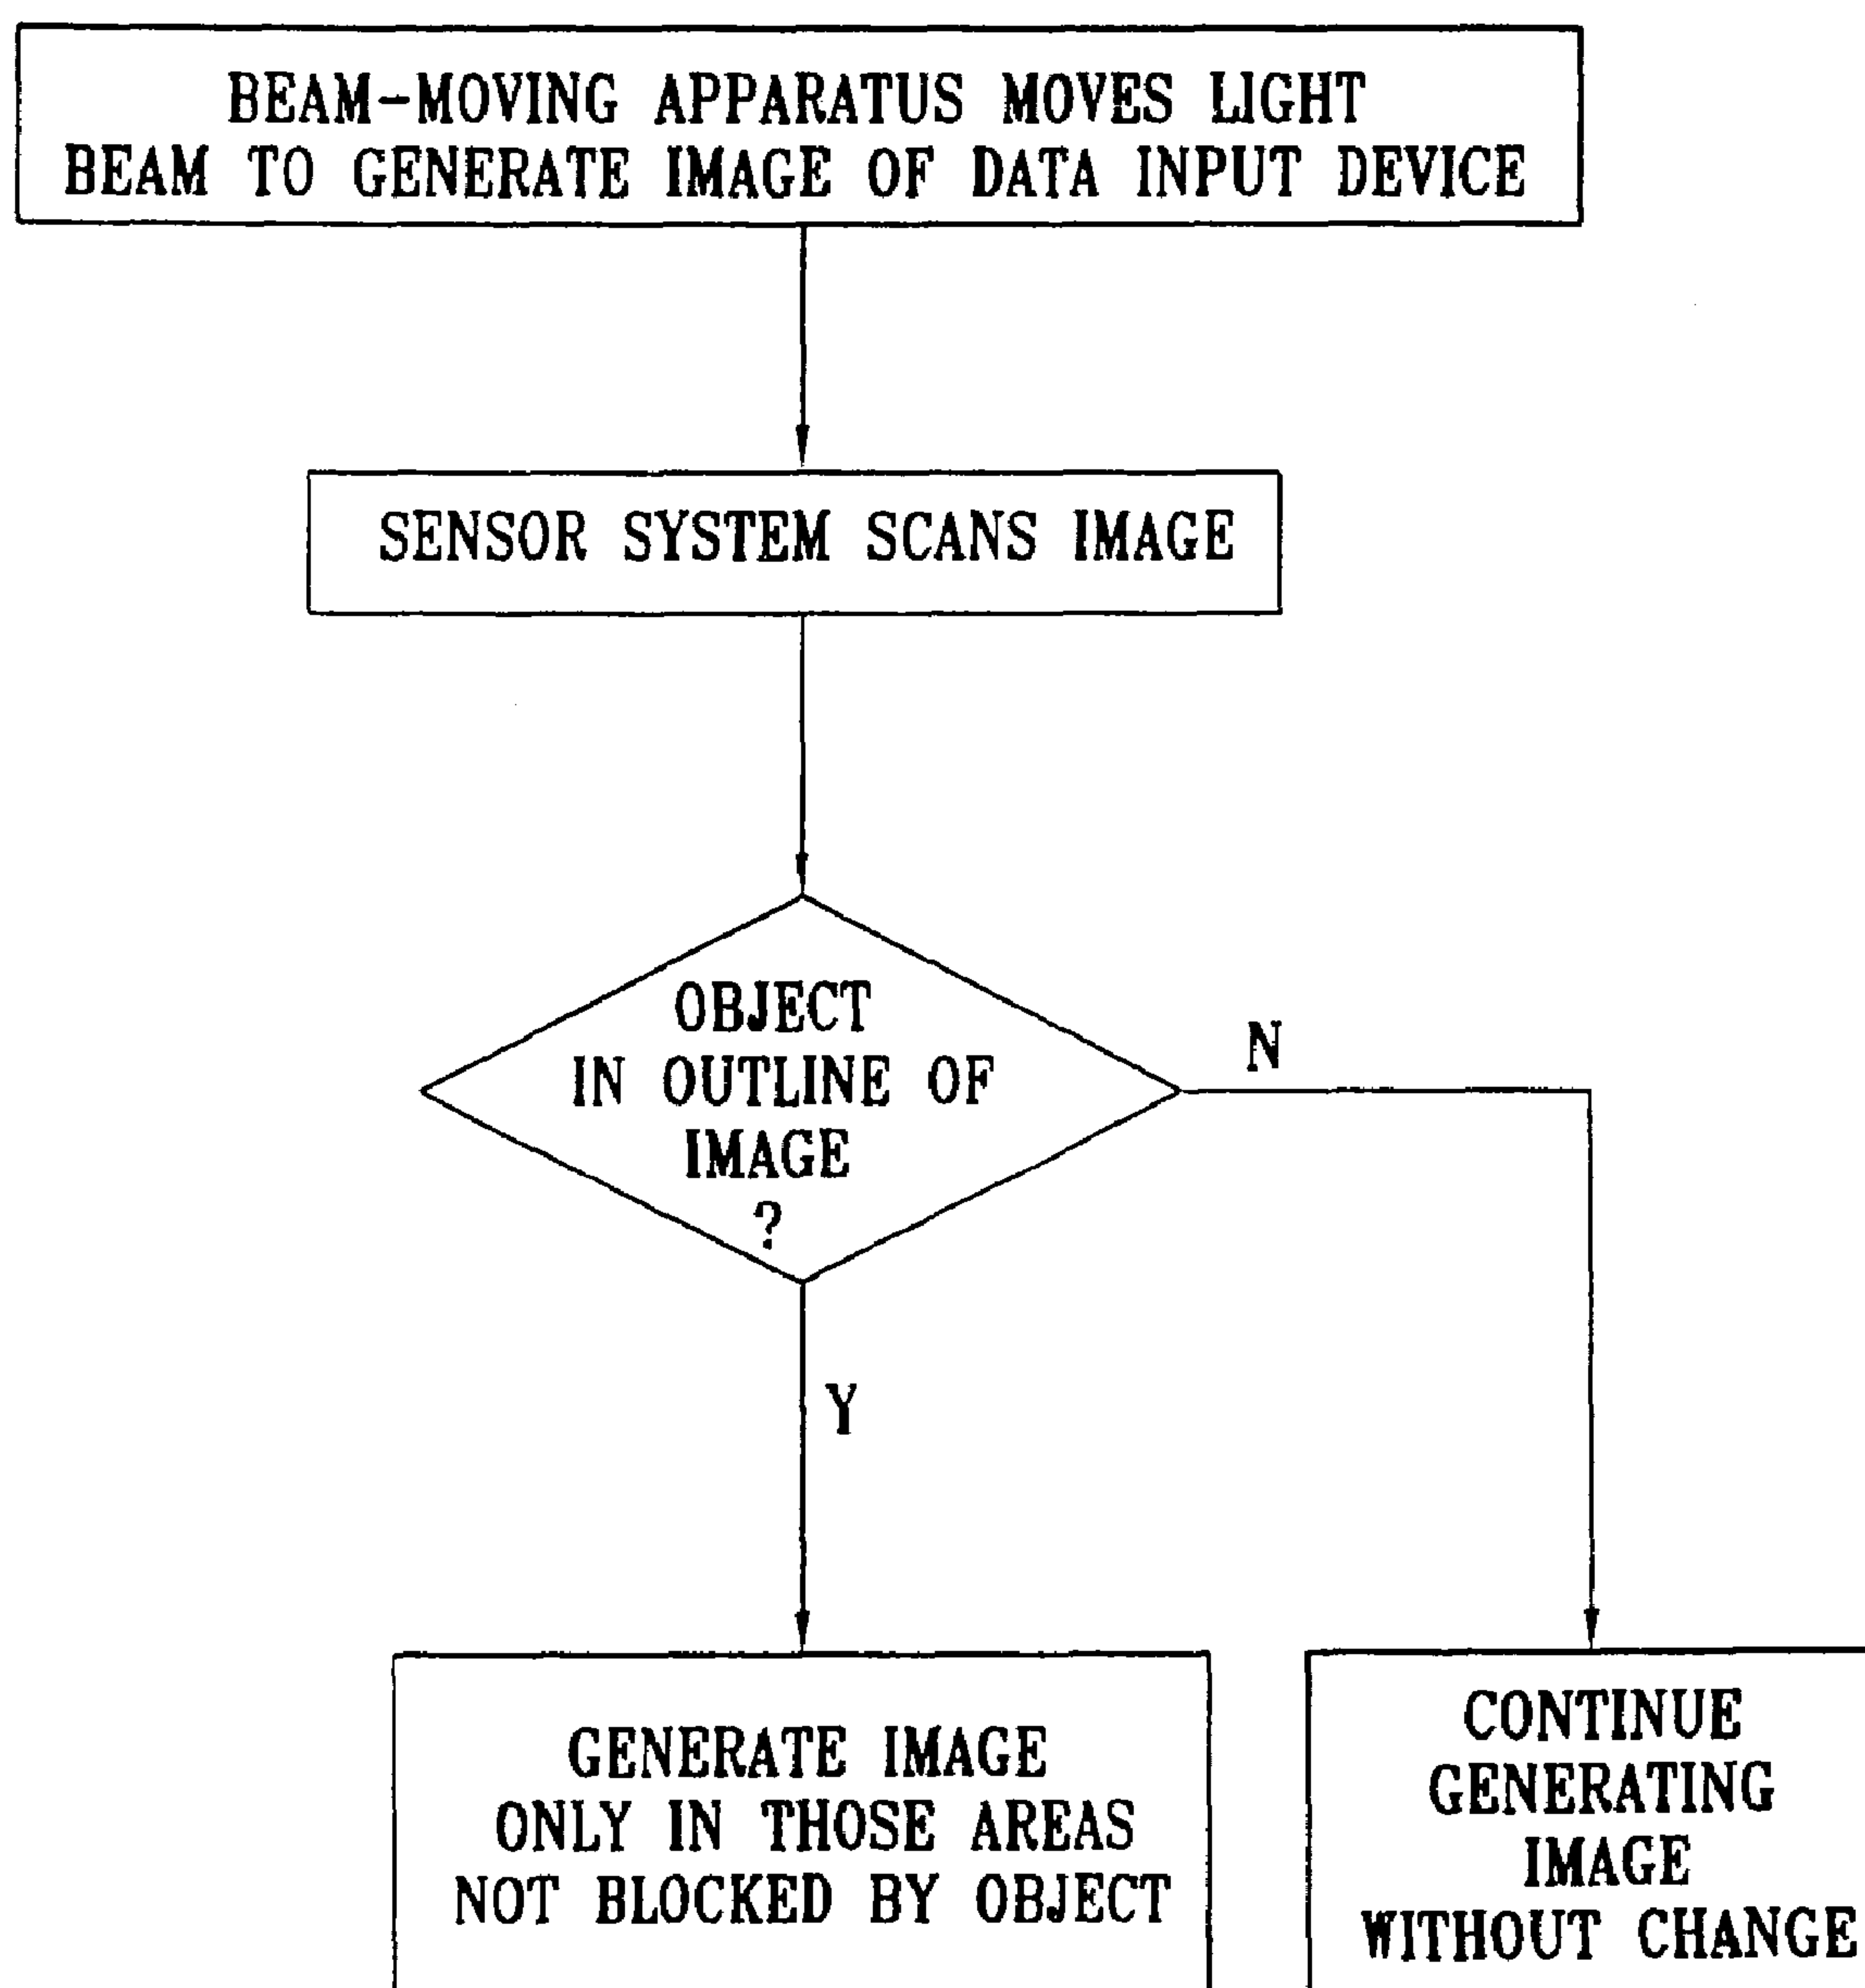 BEAM-MOVING APPARATUS MOVES LIGHT
BEAM TO GENERATE IMAGE OF DATA INPUT DEVICE
SENSOR SYSTEM SCANS IMAGE
OBJECT
IN OUTLINE OF
IMAGE
?
N
Y
GENERATE IMAGE
ONLY IN THOSE AREAS
NOT BLOCKED BY OBJECT
CONTINUE
GENERATING
IMAGE
WITHOUT CHANGE